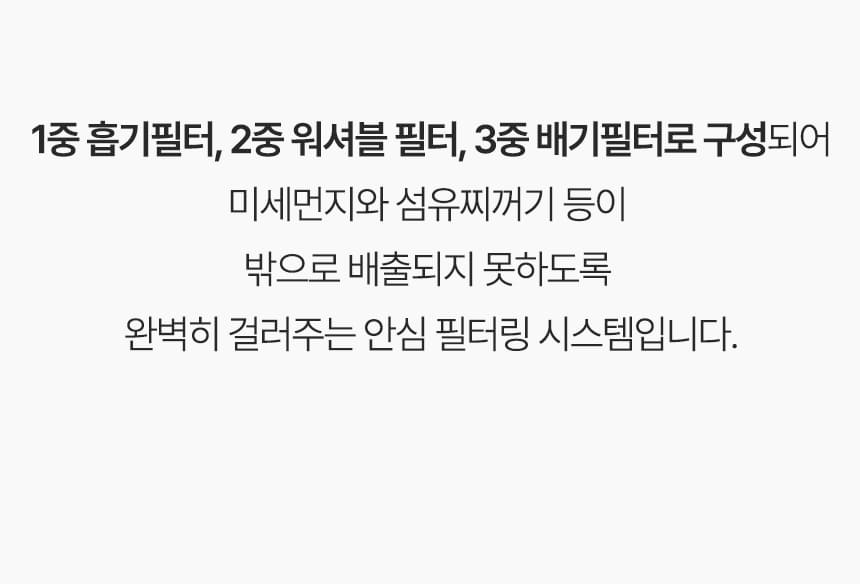 1중 흡기필터, 2중 워셔블 필터, 3중 배기필터로 구성되어
미세먼지와 섬유찌꺼기 등이
밖으로 배출되지 못하도록
완벽히 걸러주는 안심 필터링 시스템입니다.